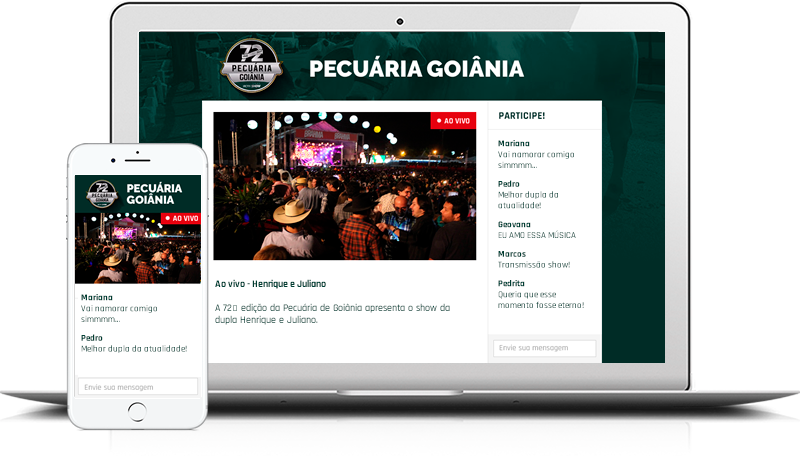 72
PECUÁRIA
GOIÂNIA
PECUÁRIA GOIÂNIA
AO VIVO
Ao vivo - Henrique e Juliano
A 72▯ edição da Pecuária de Goiânia apresenta o show da
dupla Henrique e Juliano.
PARTICIPE!
Mariana
Vai namorar comigo
simmmm...
Pedro
Melhor dupla da
atualidade!
Geovana
EU AMO ESSA MÚSICA
Marcos
Transmissão show!
Pedrita
Queria que esse
momento fosse eterno!
Envie sua mensagem
72
PECUÁRIA
GOIÂNIA
PECUÁRIA
GOIÂNIA
AO VIVO
Mariana
Vai namorar comigo
simmmm...
Pedro
Melhor dupla da atualidade!
Envie sua mensagem